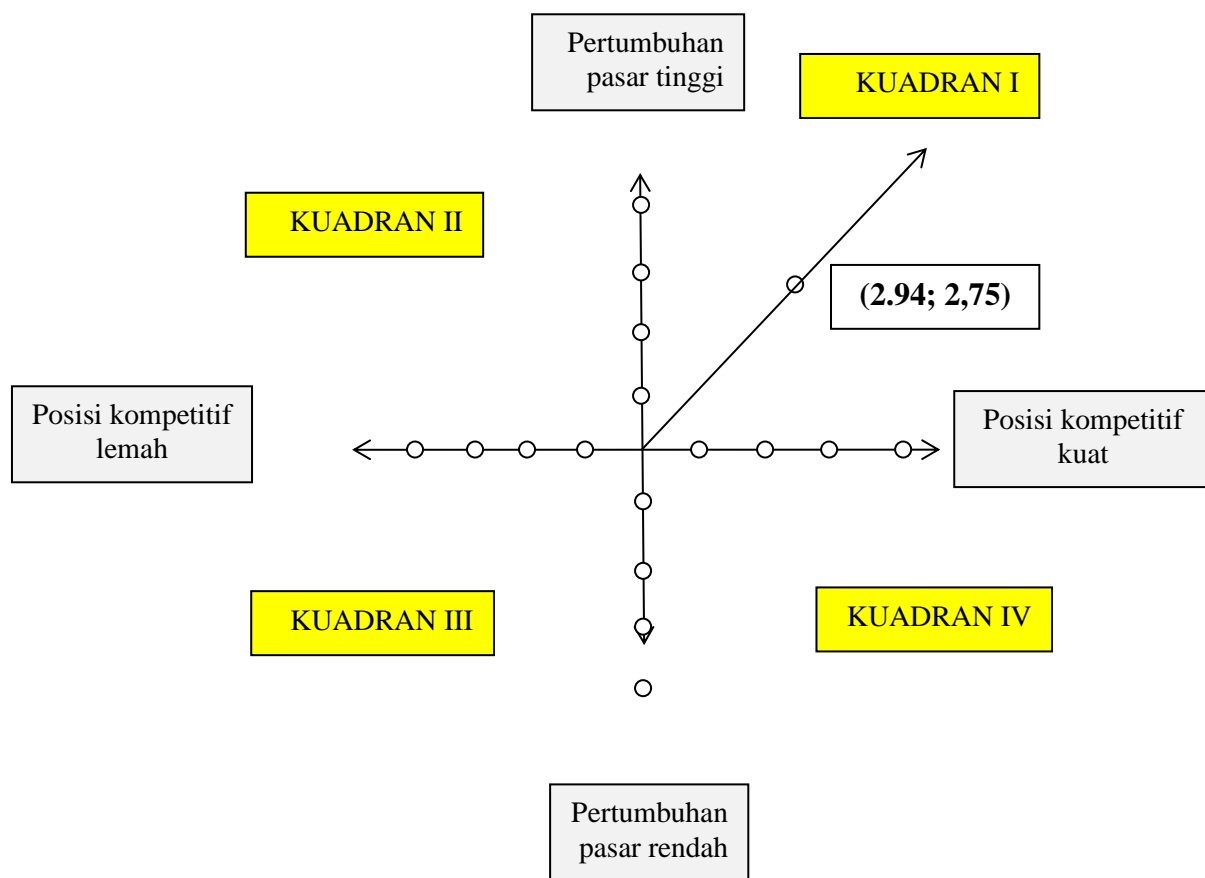 Pertumbuhan
pasar tinggi
KUADRAN I
KUADRAN II
(2.94; 2,75)
Posisi kompetitif
lemah
Posisi kompetitif
kuat
KUADRAN III
KUADRAN IV
Pertumbuhan
pasar rendah